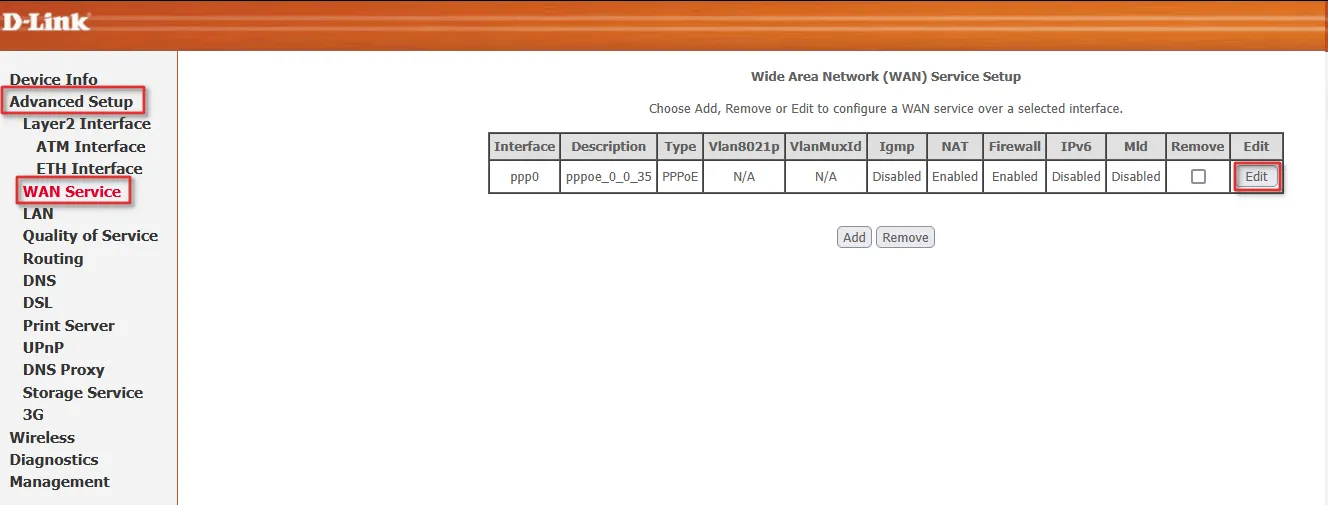 D-Link
Device Info
Advanced Setup
Layer2 Interface
ATM Interface
ETH Interface
WAN Service
LAN
Quality of Service
Routing
DNS
DSL
Print Server
UPnP
DNS Proxy
Storage Service
3G
Wireless
Diagnostics
Management
Wide Area Network (WAN) Service Setup
Choose Add, Remove or Edit to configure a WAN service over a selected interface.
Interface Description Type Vlan8021p VlanMuxId Igmp NAT Firewall IPv6 Mld Remove Edit
ppp0 pppoe_0_0_35 PPPoE N/A N/A Disabled Enabled Enabled Disabled Disabled Edit
Add Remove